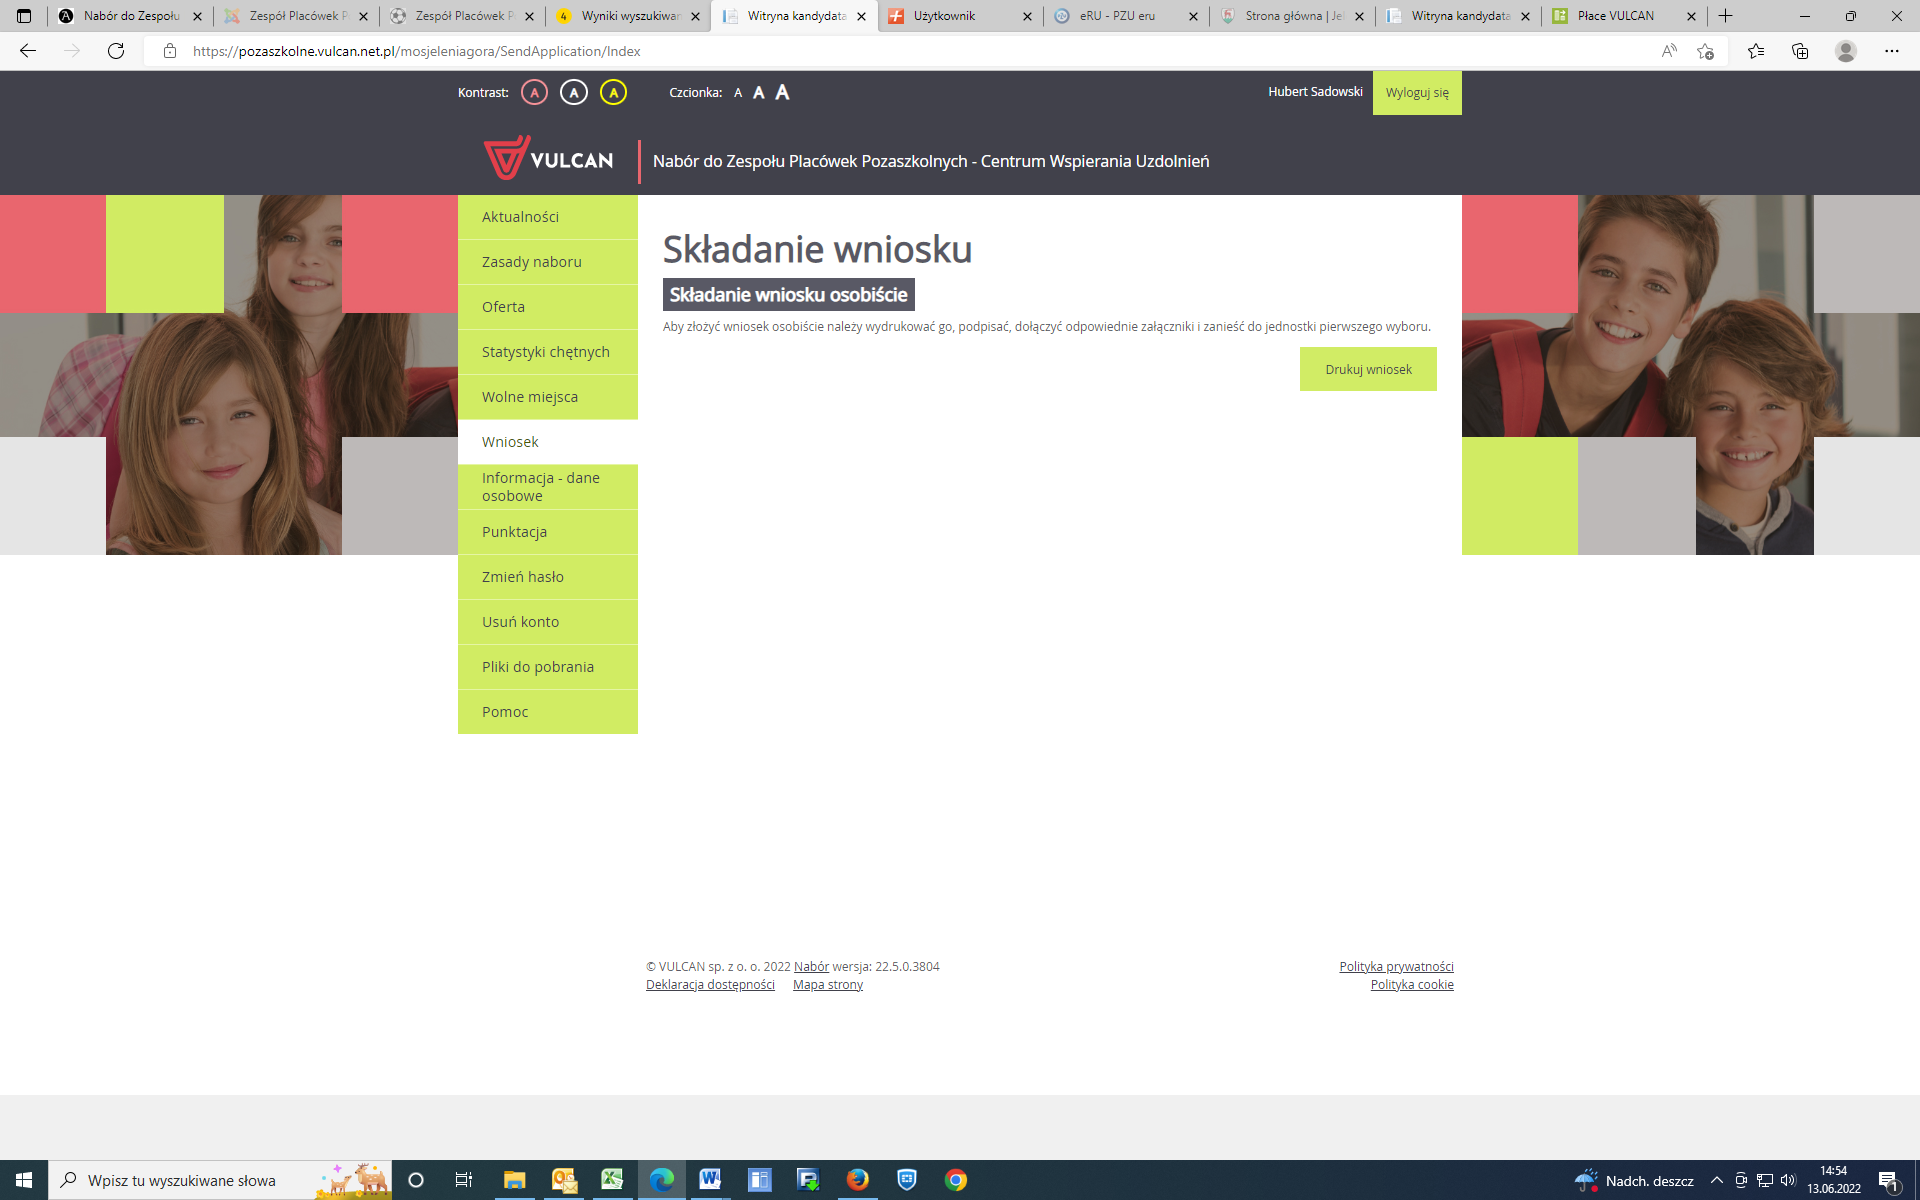 Nabór do Zespołu
Zespół Placówek P
Zespół Placówek P
Wyniki wyszukiwan
Witryna kandydata
Użytkownik
eRU - PZU eru
Strona główna | Jel
Witryna kandydata
Płace VULCAN
https://pozaszkolne.vulcan.net.pl/mosjeleniagora/SendApplication/Index
Kontrast: A A A Czcionka: A A A
Hubert Sadowski
Wyloguj się
VULCAN
Nabór do Zespołu Placówek Pozaszkolnych - Centrum Wspierania Uzdolnień
Aktualności
Zasady naboru
Oferta
Statystyki chętnych
Wolne miejsca
Wniosek
Informacja - dane
osobowe
Punktacja
Zmień hasło
Usuń konto
Pliki do pobrania
Pomoc
Składanie wniosku
Składanie wniosku osobiście
Aby złożyć wniosek osobiście należy wydrukować go, podpisać, dołączyć odpowiednie załączniki i zanieść do jednostki pierwszego wyboru.
Drukuj wniosek
© VULCAN sp. z o. o. 2022 Nabór wersja: 22.5.0.3804
Deklaracja dostępności Mapa strony
Polityka prywatności
Polityka cookie
Wpisz tu wyszukiwane słowa
Nadch. deszcz
14:54
13.06.2022
1